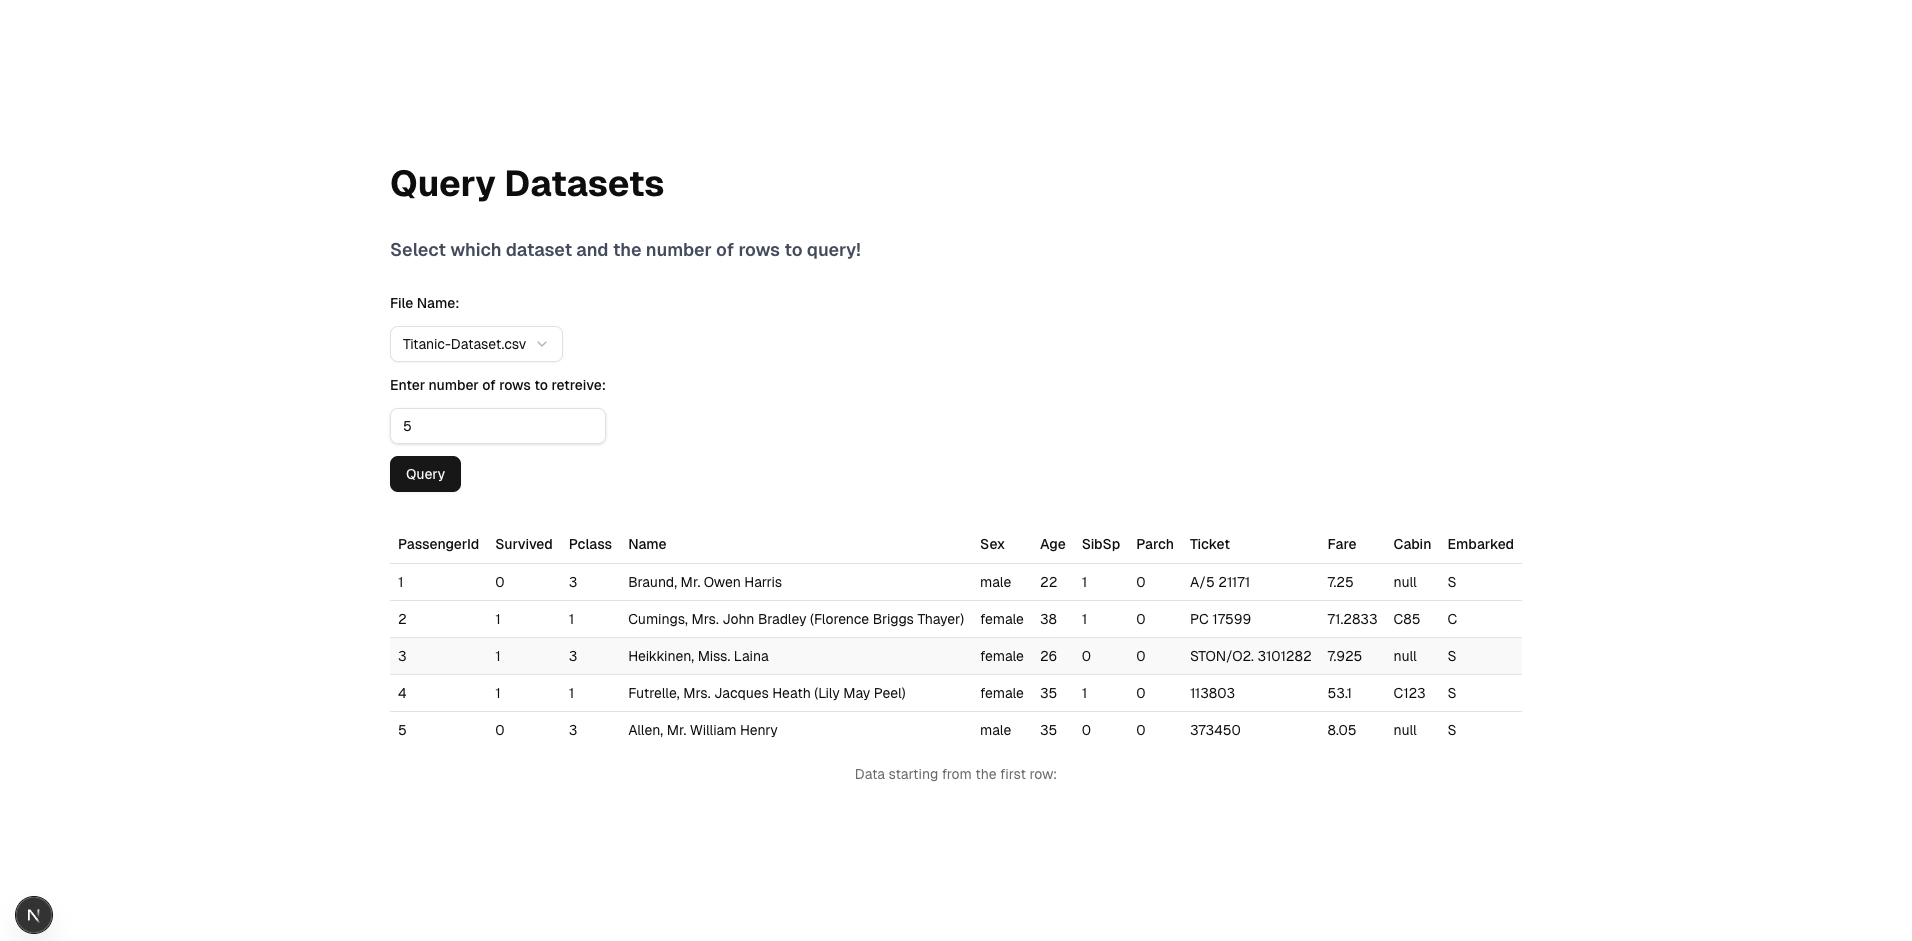 Query Datasets
Select which dataset and the number of rows to query!
File Name:
Titanic-Dataset.csv
Enter number of rows to retreive:
5
Query
PassengerId Survived Pclass Name Sex Age SibSp Parch Ticket Fare Cabin Embarked
1 0 3 Braund, Mr. Owen Harris male 22 1 0 A/5 21171 7.25 null S
2 1 1 Cumings, Mrs. John Bradley (Florence Briggs Thayer) female 38 1 0 PC 17599 71.2833 C85 C
3 1 3 Heikkinen, Miss. Laina female 26 0 0 STON/O2. 3101282 7.925 null S
4 1 1 Futrelle, Mrs. Jacques Heath (Lily May Peel) female 35 1 0 113803 53.1 C123 S
5 0 3 Allen, Mr. William Henry male 35 0 0 373450 8.05 null S
Data starting from the first row:
N